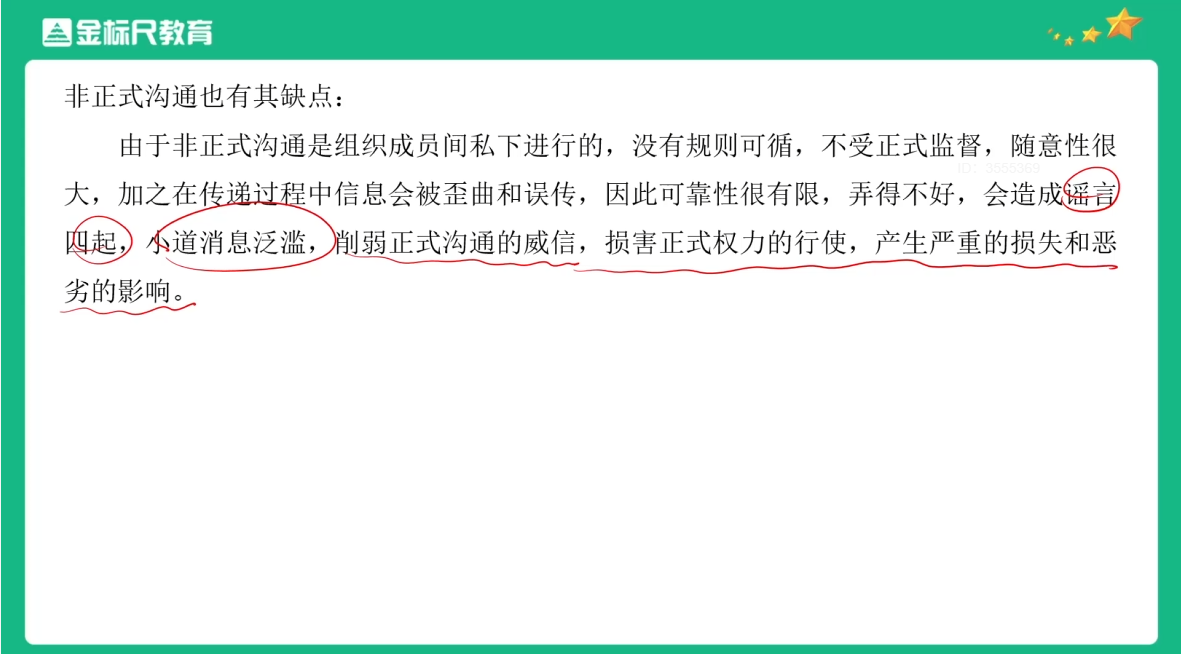 金标尺教育
非正式沟通也有其缺点：
由于非正式沟通是组织成员间私下进行的，没有规则可循，不受正式监督，随意性很
ID：3555369
大，加之在传递过程中信息会被歪曲和误传，因此可靠性很有限，弄得不好，会造成谣言
四起，小道消息泛滥，削弱正式沟通的威信，损害正式权力的行使，产生严重的损失和恶
劣的影响。